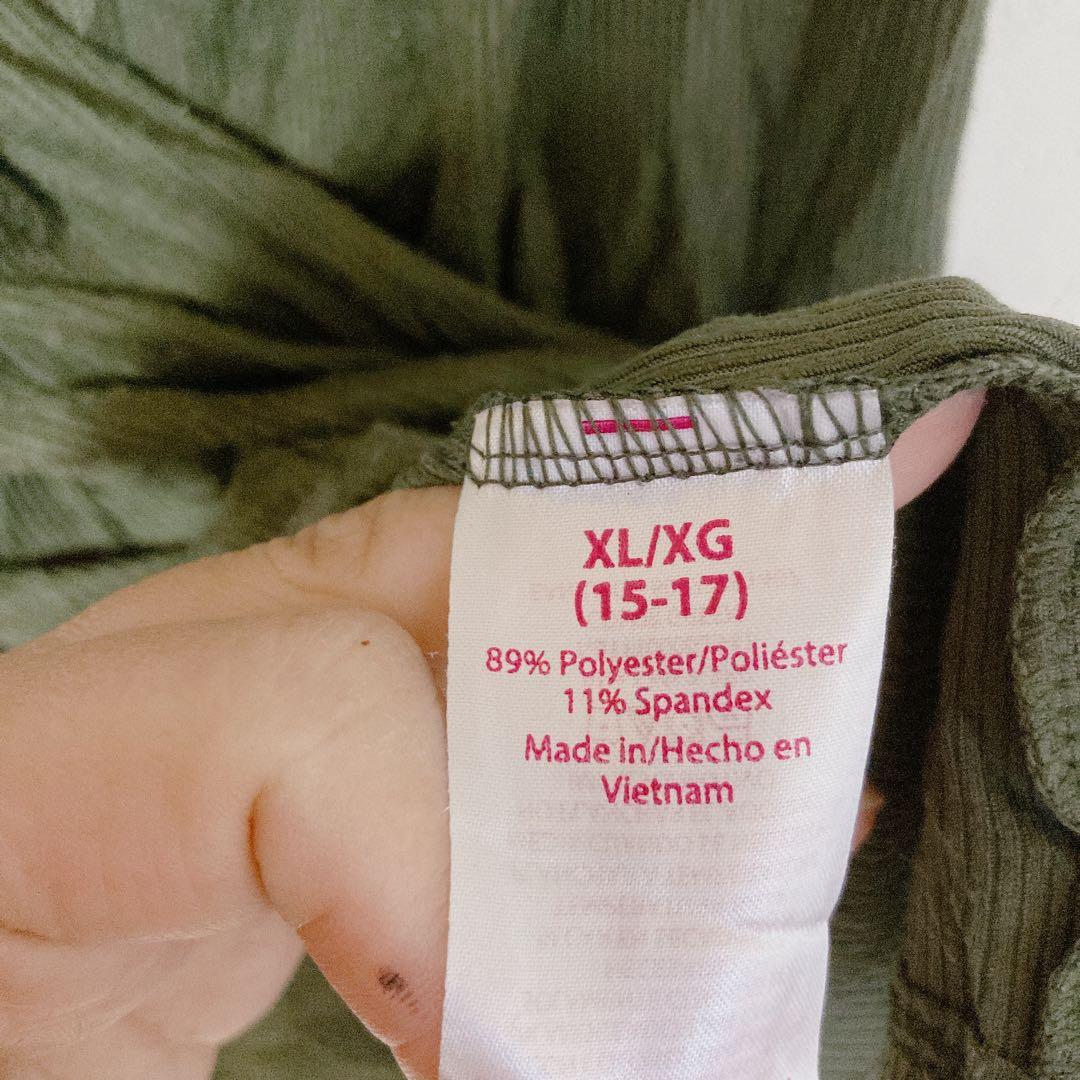 XL/XG
(15-17)
89% Polyester/Poliéster
11% Spandex
Made in/Hecho en
Vietnam